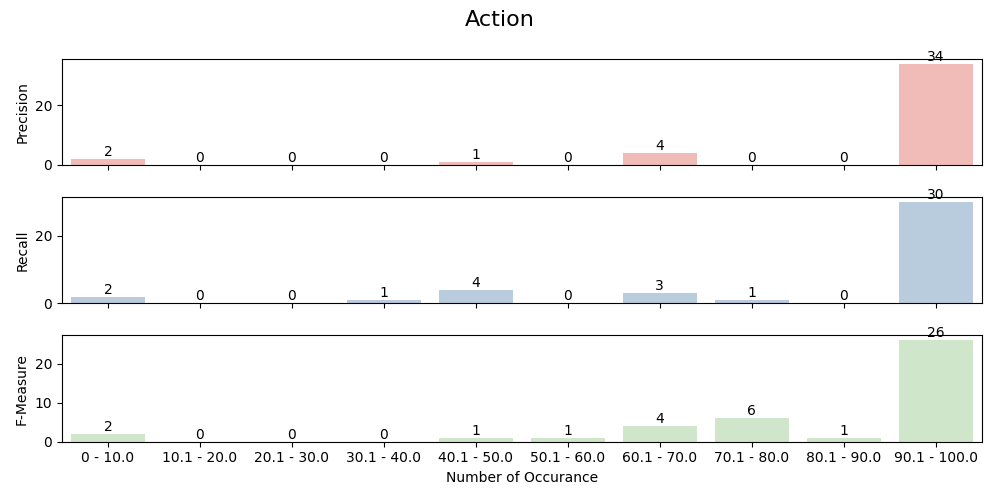 Action
Precision
20
0
2 0 0 0 1 0 4 0 0 34
Recall
20
0
2 0 0 1 4 0 3 1 0 30
F-Measure
20
10
0
2 0 0 0 1 1 4 6 1 26
0 - 10.0 10.1 - 20.0 20.1 - 30.0 30.1 - 40.0 40.1 - 50.0 50.1 - 60.0 60.1 - 70.0 70.1 - 80.0 80.1 - 90.0 90.1 - 100.0
Number of Occurance